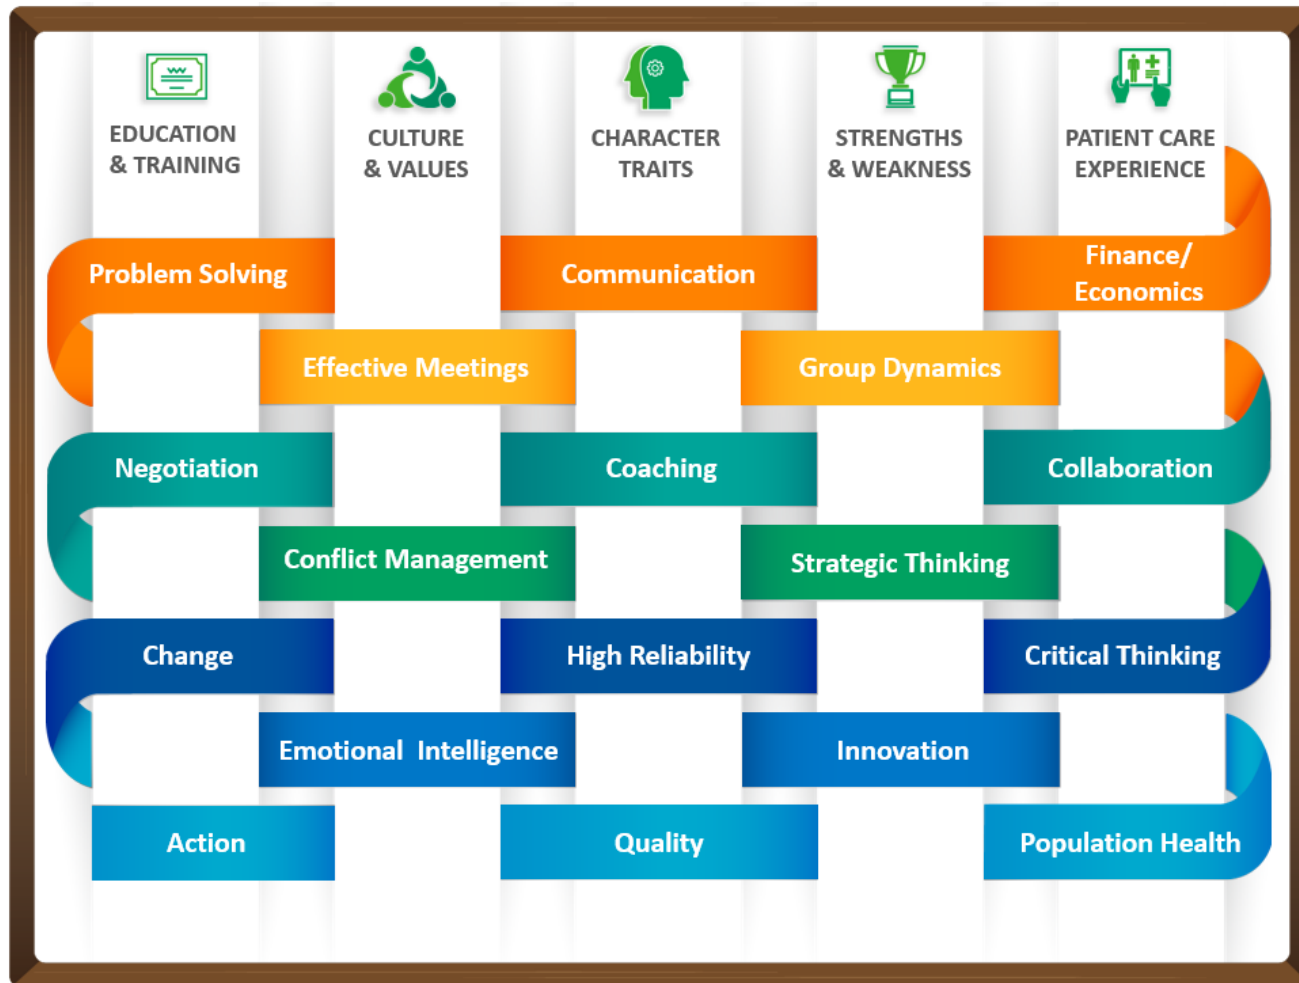 EDUCATION
& TRAINING
CULTURE
& VALUES
CHARACTER
TRAITS
STRENGTHS
& WEAKNESS
PATIENT CARE
EXPERIENCE
Problem Solving
Communication
Finance/
Economics
Effective Meetings
Group Dynamics
Negotiation
Coaching
Collaboration
Conflict Management
Strategic Thinking
Change
High Reliability
Critical Thinking
Emotional Intelligence
Innovation
Action
Quality
Population Health